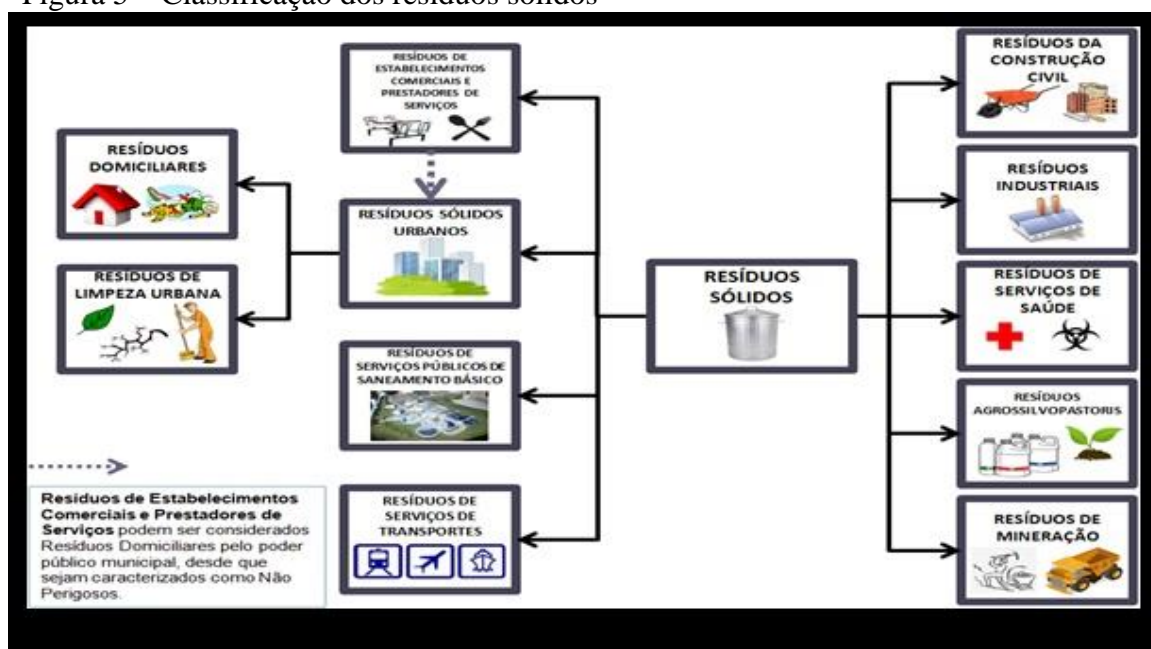 Figura 3 – Classificação dos resíduos sólidos
RESÍDUOS DE
ESTABELECIMENTOS
COMERCIAIS E
PRESTADORES DE
SERVIÇOS
RESÍDUOS
DOMICILIARES
RESÍDUOS DE
LIMPEZA URBANA
RESÍDUOS SÓLIDOS
URBANOS
RESÍDUOS DE
SERVIÇOS PÚBLICOS DE
SANEAMENTO BÁSICO
RESÍDUOS DE
SERVIÇOS DE
TRANSPORTES
RESÍDUOS
SÓLIDOS
RESÍDUOS DA
CONSTRUÇÃO
CIVIL
RESÍDUOS
INDUSTRIAIS
RESÍDUOS DE
SERVIÇOS DE
SAÚDE
RESÍDUOS
AGROSSILVOPASTORIS
RESÍDUOS DE
MINERAÇÃO
Resíduos de Estabelecimentos
Comerciais e Prestadores de
Serviços podem ser considerados
Resíduos Domiciliares pelo poder
público municipal, desde que
sejam caracterizados como Não
Perigosos.